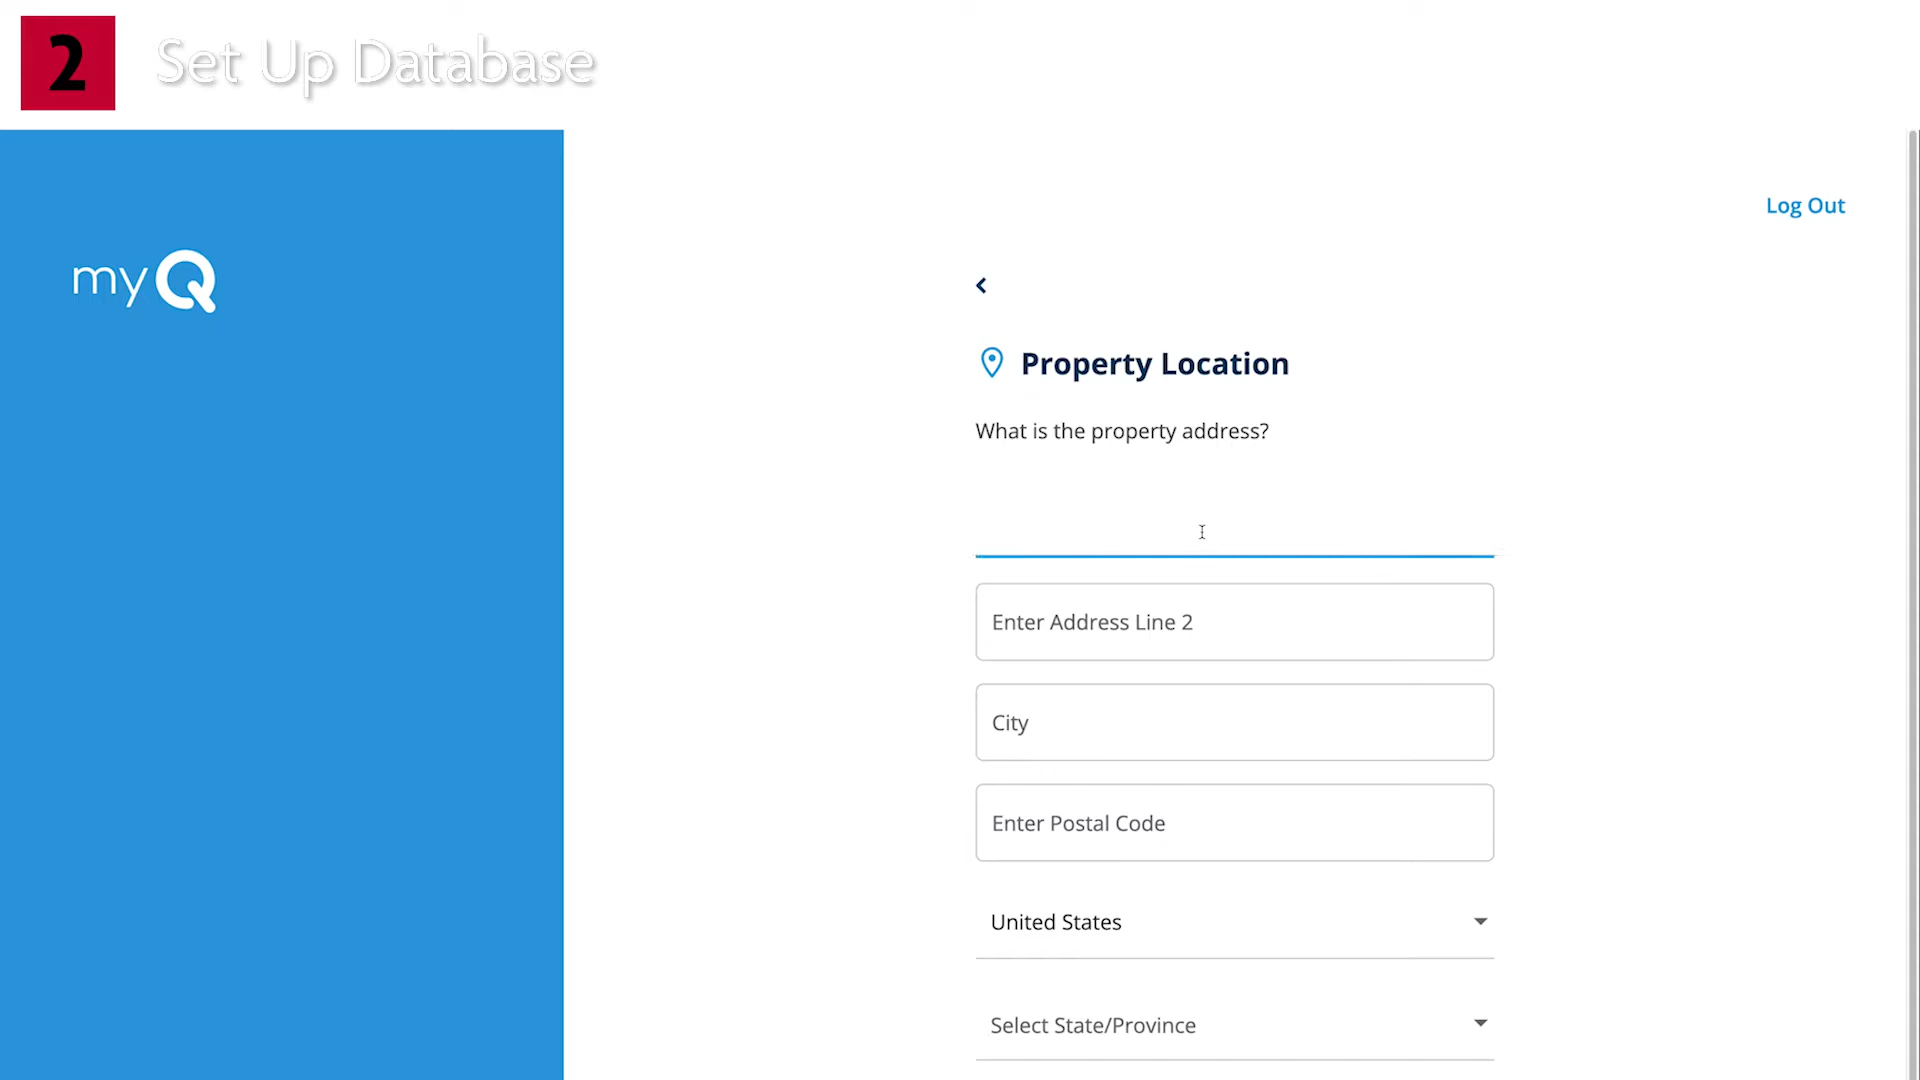 2 Set Up Database
Log Out
myQ
Property Location
What is the property address?
Enter Address Line 2
City
Enter Postal Code
United States
Select State/Province